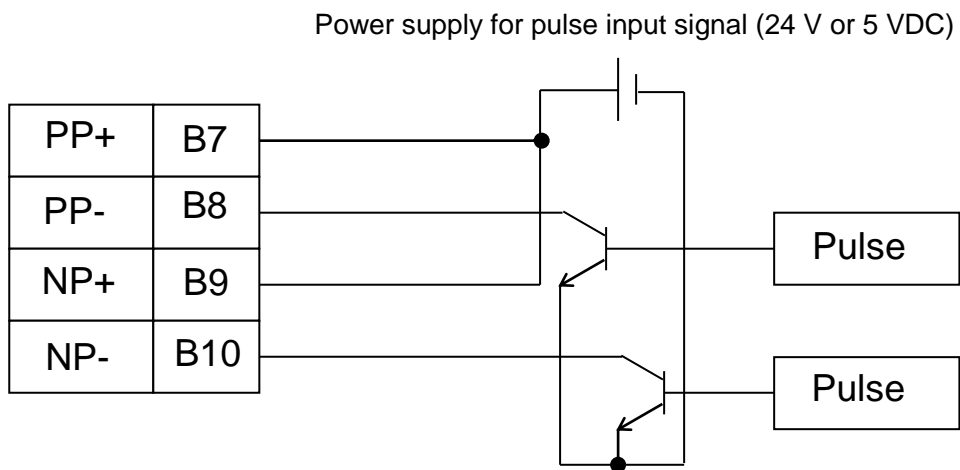 Power supply for pulse input signal (24 V or 5 VDC)
PP+ B7
PP- B8
Pulse
NP+ B9
NP- B10
Pulse